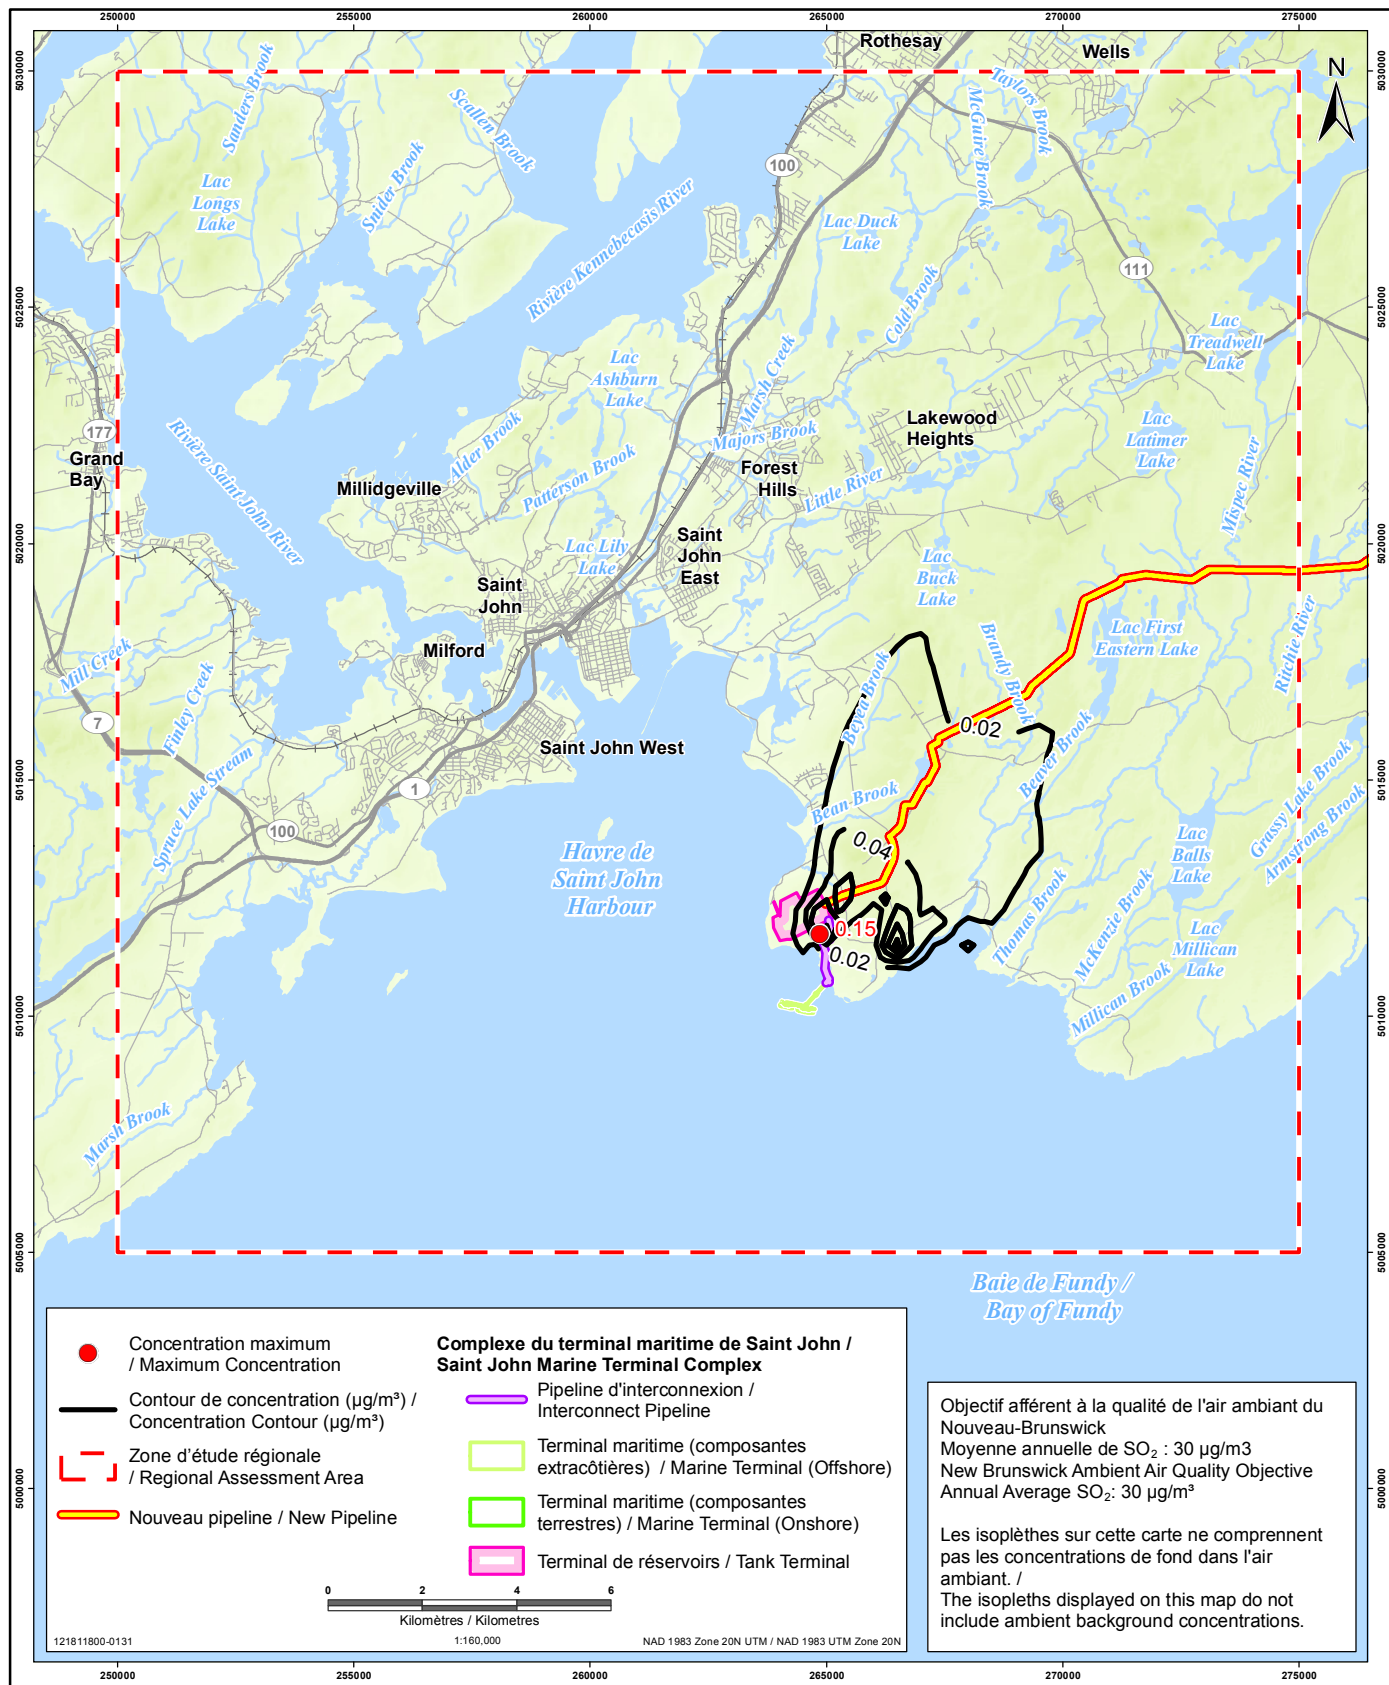 250000
255000
260000
265000
270000
275000
5030000
5030000
5025000
5025000
5020000
5020000
5015000
5015000
5010000
5010000
5005000
5005000
5000000
5000000
Rothesay
Wells
N
Sanders Brook
Scallen Brook
Snider Brook
Lac
Longs
Lake
Rivière Kennebecasis River
100
Taylors Brook
McGuire Brook
Lac Duck
Lake
Cold Brook
111
Lac
Treadwell
Lake
Lac
Ashburn
Lake
Marsh Creek
Majors Brook
Lakewood
Heights
Lac
Latimer
Lake
Mispec River
177
Grand
Bay
Rivière Saint John River
Millidgeville
Alder Brook
Patterson Brook
Forest
Hills
Little River
Lac Lily
Lake
Saint
John
East
Lac
Buck
Lake
Saint
John
Milford
Mill Creek
Finley Creek
7
Spruce Lake Stream
Saint John West
1
100
Beyea Brook
Brandy Brook
Lac First
Eastern Lake
Ritchie River
0.02
Beaver Brook
Bean Brook
0.04
Grassy Lake Brook
Armstrong Brook
Lac
Balls
Lake
Havre de
Saint John
Harbour
0.15
0.02
Thomas Brook
McKenzie Brook
Lac
Millican
Lake
Millican Brook
Marsh Brook
Baie de Fundy /
Bay of Fundy
Concentration maximum
/ Maximum Concentration
Contour de concentration (µg/m³) /
Concentration Contour (µg/m³)
Zone d'étude régionale
/ Regional Assessment Area
Nouveau pipeline / New Pipeline
Complexe du terminal maritime de Saint John /
Saint John Marine Terminal Complex
Pipeline d'interconnexion /
Interconnect Pipeline
Terminal maritime (composantes
extracôtières) / Marine Terminal (Offshore)
Terminal maritime (composantes
terrestres) / Marine Terminal (Onshore)
Terminal de réservoirs / Tank Terminal
0 2 4 6
Kilomètres / Kilometres
121811800-0131
1:160,000
NAD 1983 Zone 20N UTM / NAD 1983 UTM Zone 20N
Objectif afférent à la qualité de l'air ambiant du
Nouveau-Brunswick
Moyenne annuelle de SO₂ : 30 µg/m3
New Brunswick Ambient Air Quality Objective
Annual Average SO₂: 30 µg/m³
Les isoplèthes sur cette carte ne comprennent
pas les concentrations de fond dans l'air
ambiant. /
The isopleths displayed on this map do not
include ambient background concentrations.
250000
255000
260000
265000
270000
275000